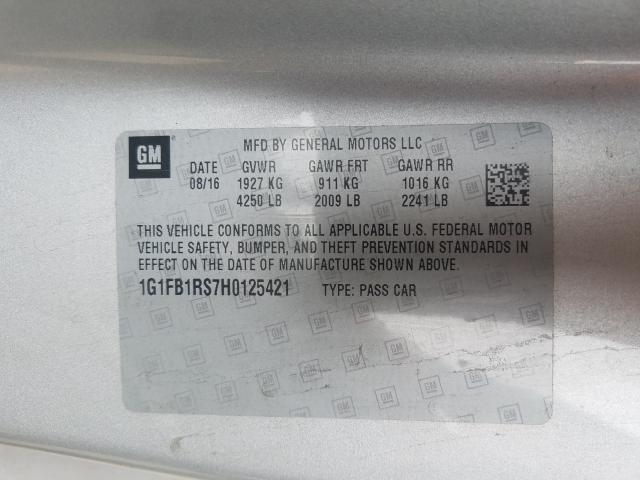 GM
MFD BY GENERAL MOTORS LLC
DATE GVWR GAWR FRT GAWR RR
08/16 1927 KG 911 KG 1016 KG
4250 LB 2009 LB 2241 LB
THIS VEHICLE CONFORMS TO ALL APPLICABLE U.S. FEDERAL MOTOR
VEHICLE SAFETY, BUMPER, AND THEFT PREVENTION STANDARDS IN
EFFECT ON THE DATE OF MANUFACTURE SHOWN ABOVE.
1G1FB1RS7H0125421 TYPE: PASS CAR